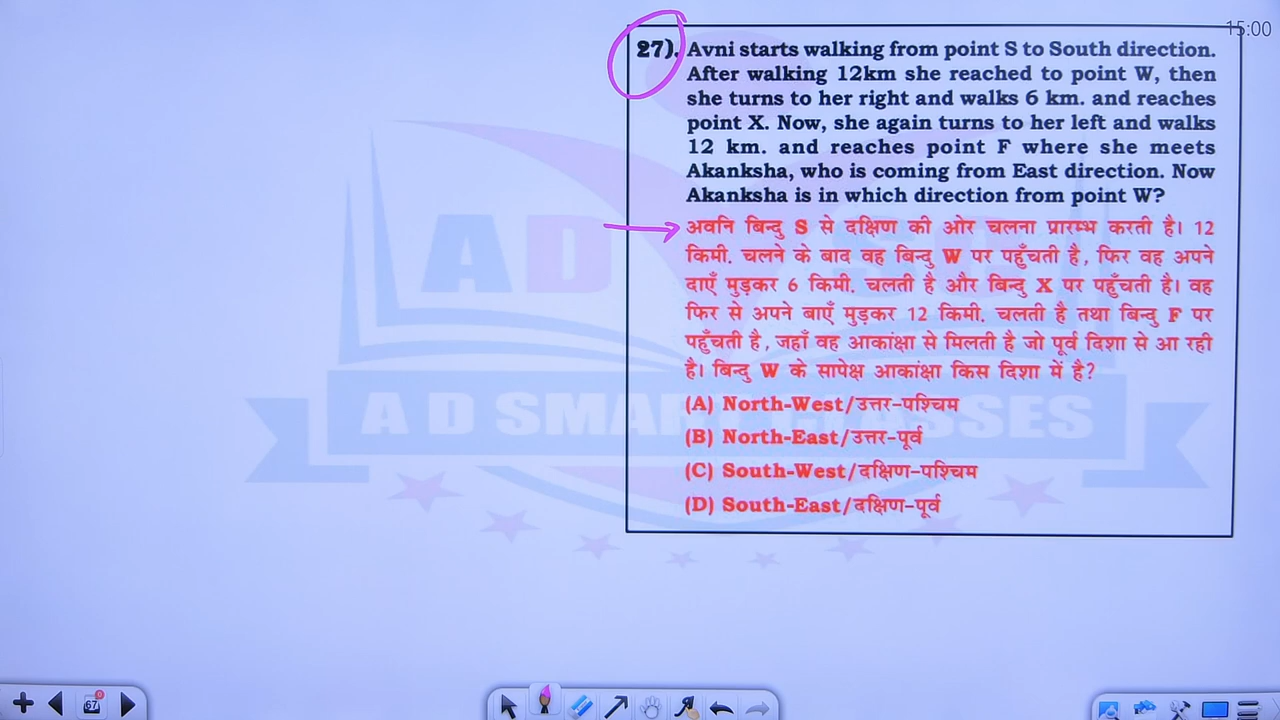 15:00
27). Avni starts walking from point S to South direction.
After walking 12km she reached to point W, then
she turns to her right and walks 6 km. and reaches
point X. Now, she again turns to her left and walks
12 km. and reaches point F where she meets
Akanksha, who is coming from East direction. Now
Akanksha is in which direction from point W?
अवनि बिन्दु S से दक्षिण की ओर चलना प्रारम्भ करती है। 12
किमी. चलने के बाद वह बिन्दु W पर पहुँचती है, फिर वह अपने
दाएँ मुड़कर 6 किमी. चलती है और बिन्दु X पर पहुँचती है। वह
फिर से अपने बाएँ मुड़कर 12 किमी. चलती है तथा बिन्दु F पर
पहुँचती है, जहाँ वह आकांक्षा से मिलती है जो पूर्व दिशा से आ रही
है। बिन्दु W के सापेक्ष आकांक्षा किस दिशा में है?
(A) North-West/उत्तर-पश्चिम
(B) North-East/उत्तर-पूर्व
(C) South-West/दक्षिण-पश्चिम
(D) South-East/दक्षिण-पूर्व
AD
A D SMAR CLASSES
67